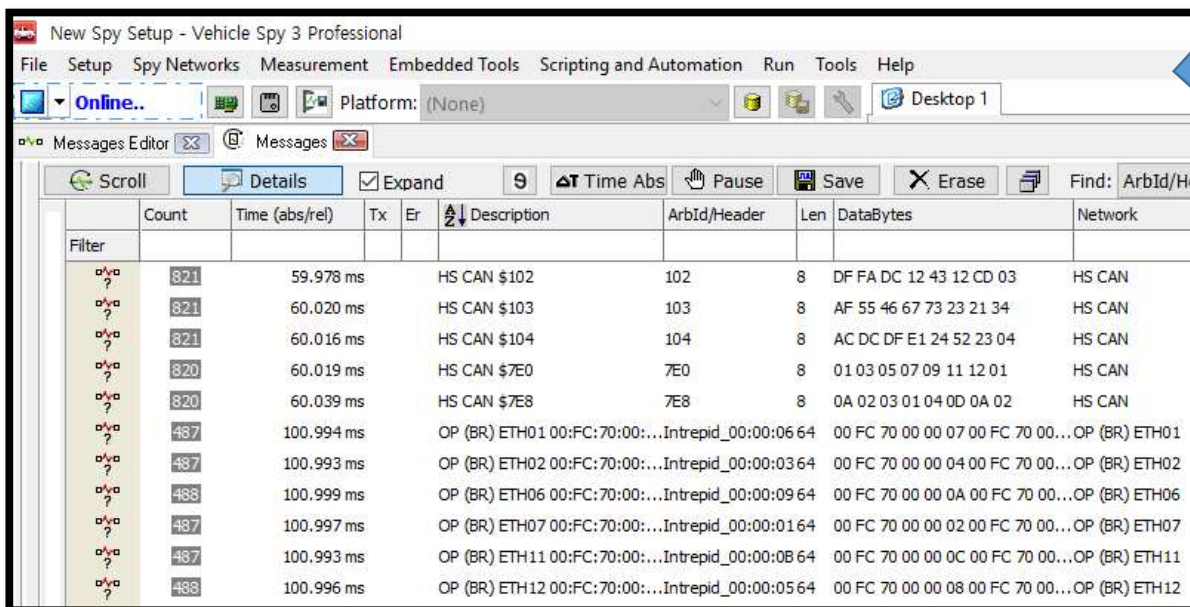 New Spy Setup - Vehicle Spy 3 Professional
File Setup Spy Networks Measurement Embedded Tools Scripting and Automation Run Tools Help
Online.. Platform: (None) Desktop 1
Messages Editor Messages
Scroll Details Expand ΔT Time Abs Pause Save Erase Find: ArbId/H
Count Time (abs/rel) Tx Er Description ArbId/Header Len DataBytes Network
Filter
821 59.978 ms HS CAN $102 102 8 DF FA DC 12 43 12 CD 03 HS CAN
821 60.020 ms HS CAN $103 103 8 AF 55 46 67 73 23 21 34 HS CAN
821 60.016 ms HS CAN $104 104 8 AC DC DF E1 24 52 23 04 HS CAN
820 60.019 ms HS CAN $7E0 7E0 8 01 03 05 07 09 11 12 01 HS CAN
820 60.039 ms HS CAN $7E8 7E8 8 0A 02 03 01 04 0D 0A 02 HS CAN
487 100.994 ms OP (BR) ETH01 00:FC:70:00:... Intrepid_00:00:06 64 00 FC 70 00 00 07 00 FC 70 00... OP (BR) ETH01
487 100.993 ms OP (BR) ETH02 00:FC:70:00:... Intrepid_00:00:03 64 00 FC 70 00 00 04 00 FC 70 00... OP (BR) ETH02
488 100.999 ms OP (BR) ETH06 00:FC:70:00:... Intrepid_00:00:09 64 00 FC 70 00 00 0A 00 FC 70 00... OP (BR) ETH06
487 100.997 ms OP (BR) ETH07 00:FC:70:00:... Intrepid_00:00:01 64 00 FC 70 00 00 02 00 FC 70 00... OP (BR) ETH07
487 100.993 ms OP (BR) ETH11 00:FC:70:00:... Intrepid_00:00:0B 64 00 FC 70 00 00 0C 00 FC 70 00... OP (BR) ETH11
488 100.996 ms OP (BR) ETH12 00:FC:70:00:... Intrepid_00:00:05 64 00 FC 70 00 00 08 00 FC 70 00... OP (BR) ETH12